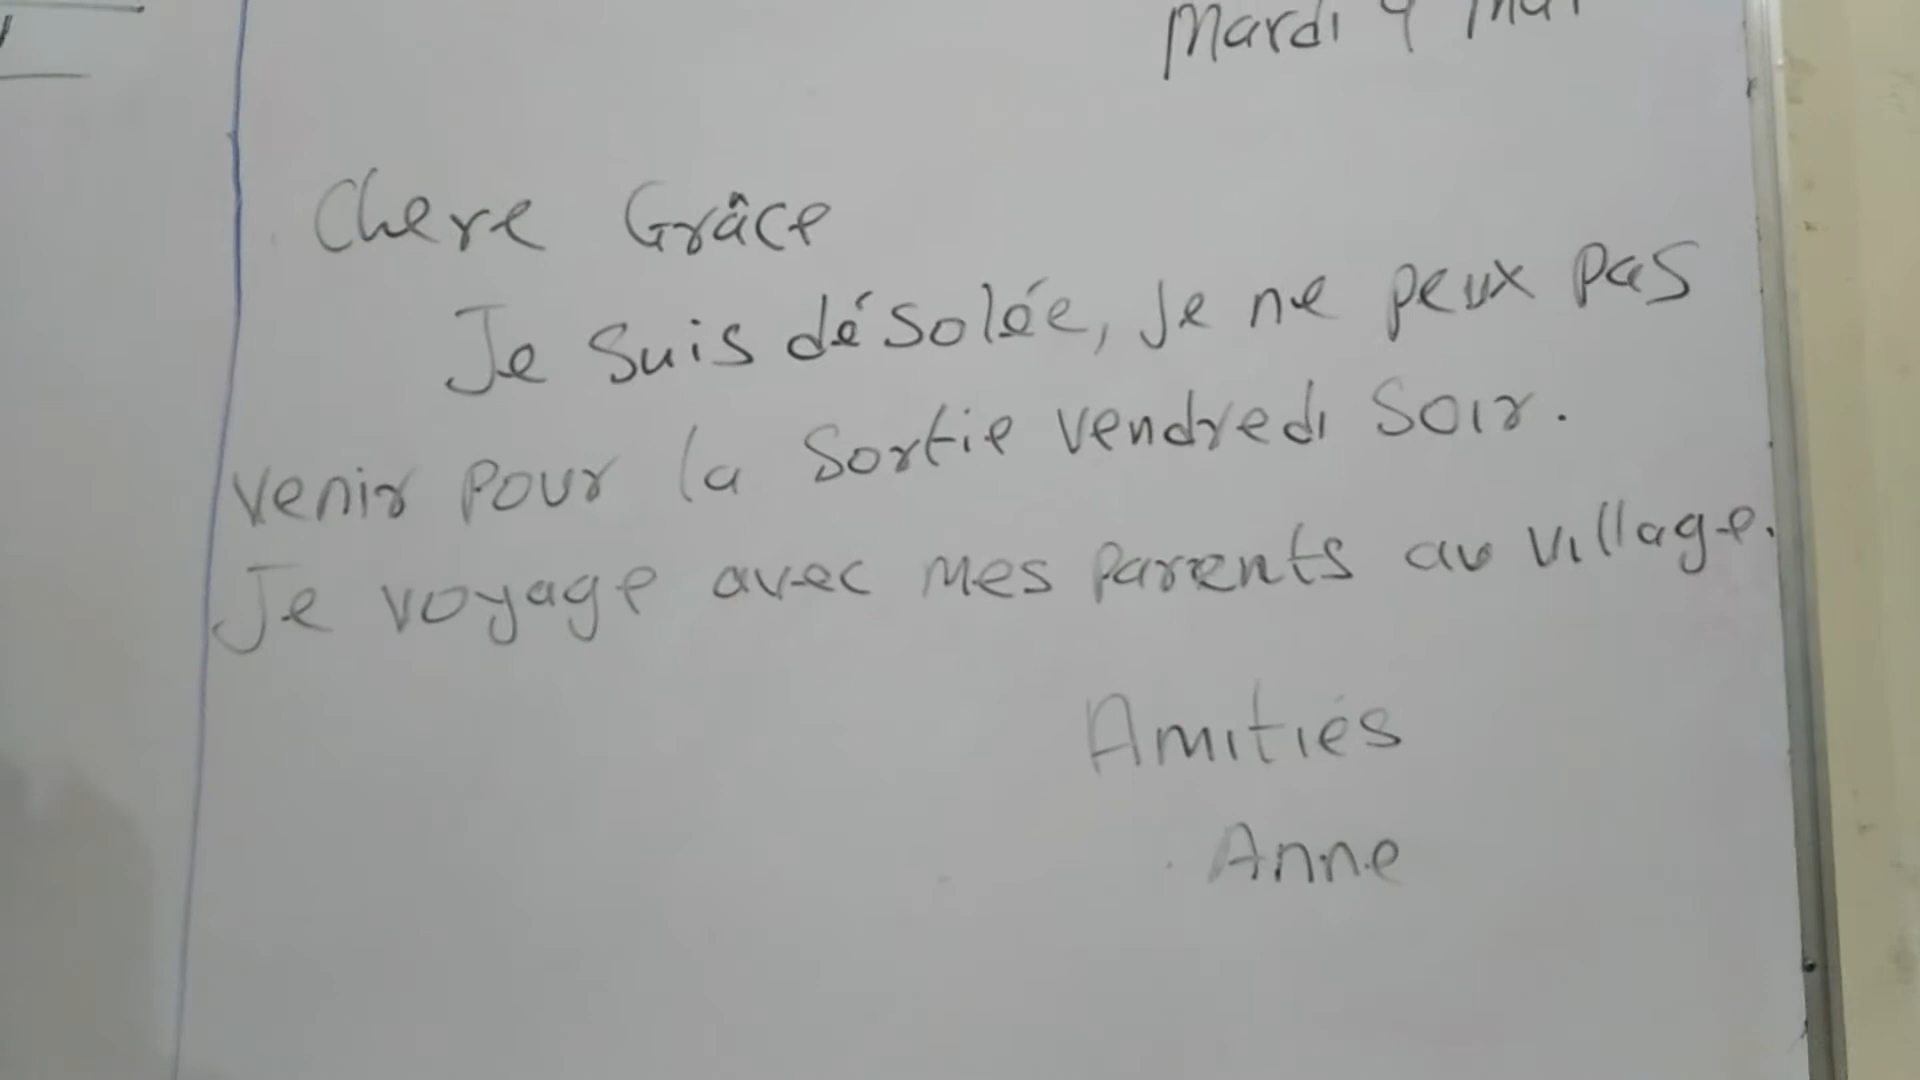 Mardi
Chere Grâce
Je Suis désolée, je ne peux pas
venir pour la Sortie vendredi Soir.
Je voyage avec mes parents au village.
Amitiés
Anne